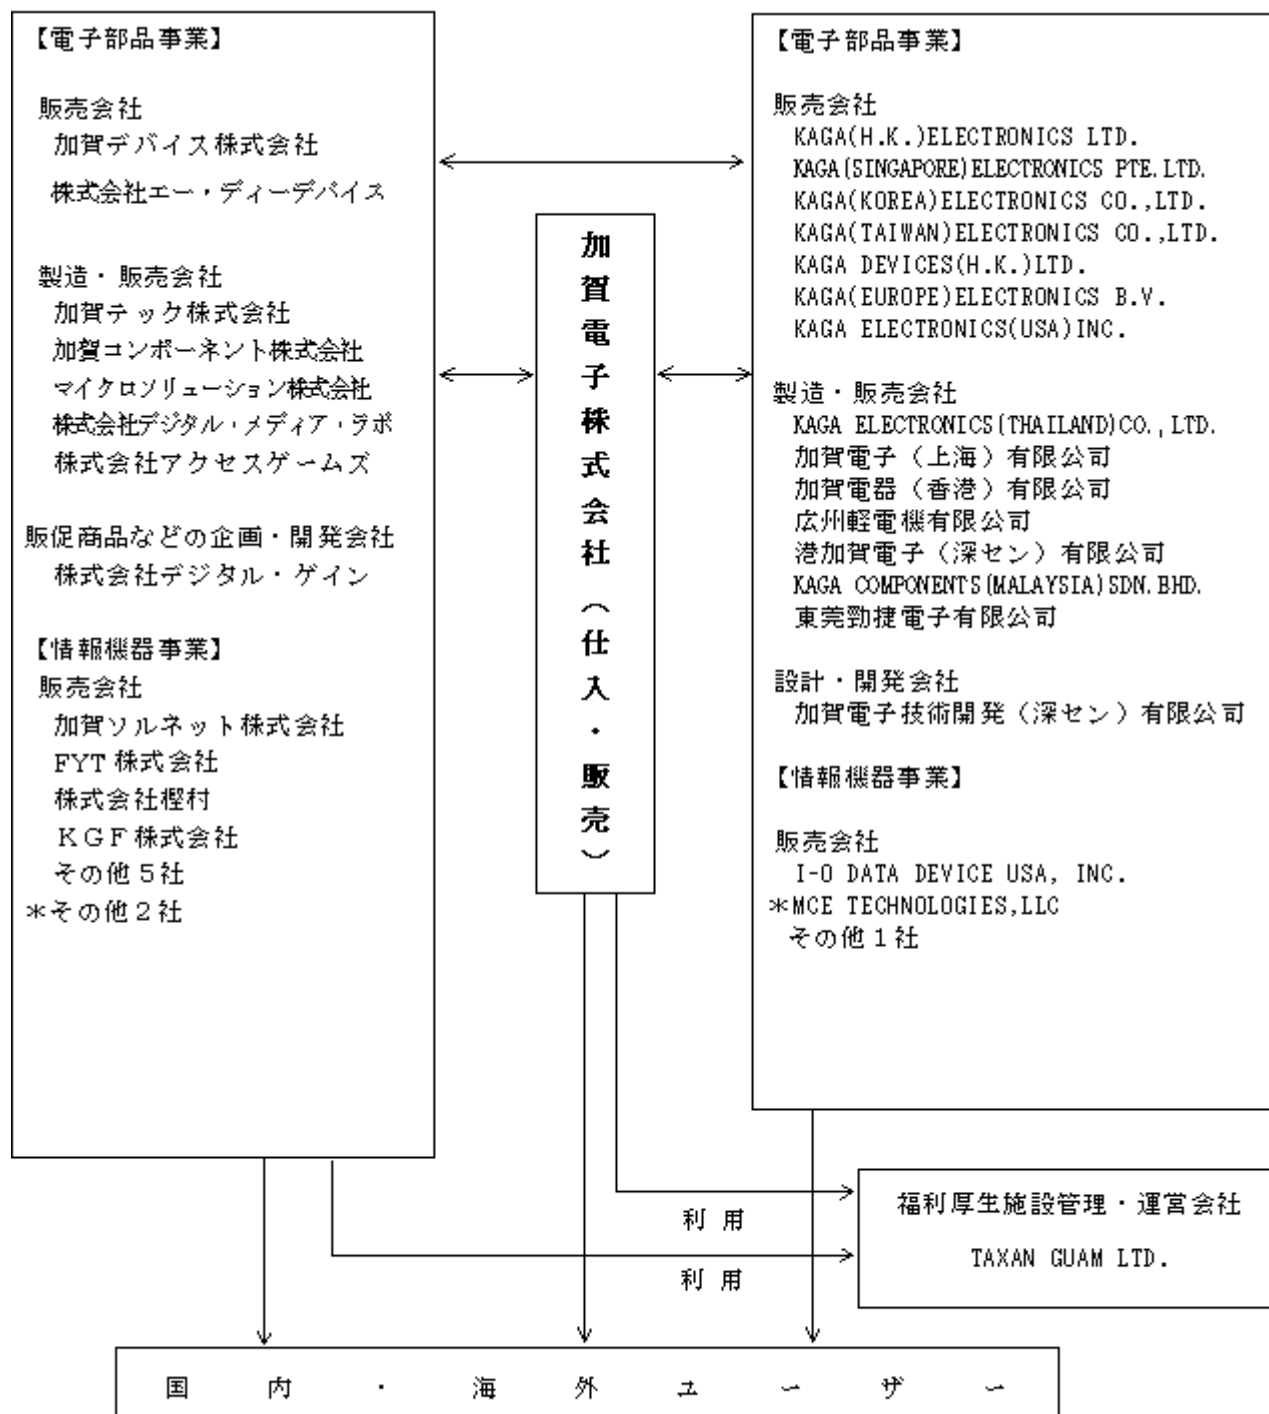 【電子部品事業】
販売会社
加賀デバイス株式会社
株式会社エー・ディーデバイス
製造・販売会社
加賀テック株式会社
加賀コンポーネント株式会社
マイクロソリューション株式会社
株式会社デジタル・メディア・ラボ
株式会社アクセスゲームズ
販促商品などの企画・開発会社
株式会社デジタル・ゲイン
【情報機器事業】
販売会社
加賀ソルネット株式会社
FYT 株式会社
株式会社樫村
ＫＧＦ株式会社
その他５社
＊その他２社
加賀電子株式会社（仕入・販売）
【電子部品事業】
販売会社
KAGA(H.K.)ELECTRONICS LTD.
KAGA(SINGAPORE)ELECTRONICS PTE.LTD.
KAGA(KOREA)ELECTRONICS CO.,LTD.
KAGA(TAIWAN)ELECTRONICS CO.,LTD.
KAGA DEVICES(H.K.)LTD.
KAGA(EUROPE)ELECTRONICS B.V.
KAGA ELECTRONICS(USA)INC.
製造・販売会社
KAGA ELECTRONICS(THAILAND)CO.,LTD.
加賀電子（上海）有限公司
加賀電器（香港）有限公司
広州軽電機有限公司
港加賀電子（深セン）有限公司
KAGA COMPONENTS(MALAYSIA)SDN.BHD.
東莞勁捷電子有限公司
設計・開発会社
加賀電子技術開発（深セン）有限公司
【情報機器事業】
販売会社
I-O DATA DEVICE USA, INC.
＊MCE TECHNOLOGIES,LLC
その他１社
利用
利用
福利厚生施設管理・運営会社
TAXAN GUAM LTD.
国内・海外ユーザー